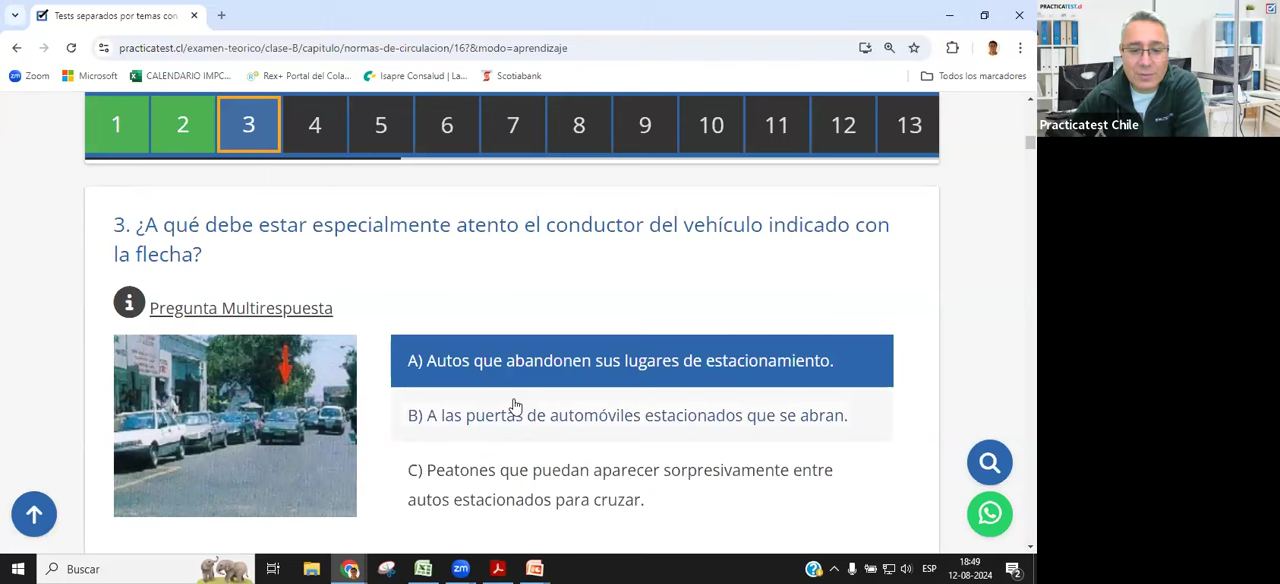 Tests separados por temas con
practicatest.cl/examen-teorico/clase-B/capitulo/normas-de-circulacion/16?&modo=aprendizaje
Zoom
Microsoft
CALENDARIO IMPC...
Rex+ Portal del Cola...
Isapre Consalud | La...
Scotiabank
Todos los marcadores
PRACTICATEST.cl
Practicatest Chile
1 2 3 4 5 6 7 8 9 10 11 12 13
3. ¿A qué debe estar especialmente atento el conductor del vehículo indicado con
la flecha?
Pregunta Multirespuesta
A) Autos que abandonen sus lugares de estacionamiento.
B) A las puertas de automóviles estacionados que se abran.
C) Peatones que puedan aparecer sorpresivamente entre
autos estacionados para cruzar.
Buscar
ESP
18:49
12-08-2024
2